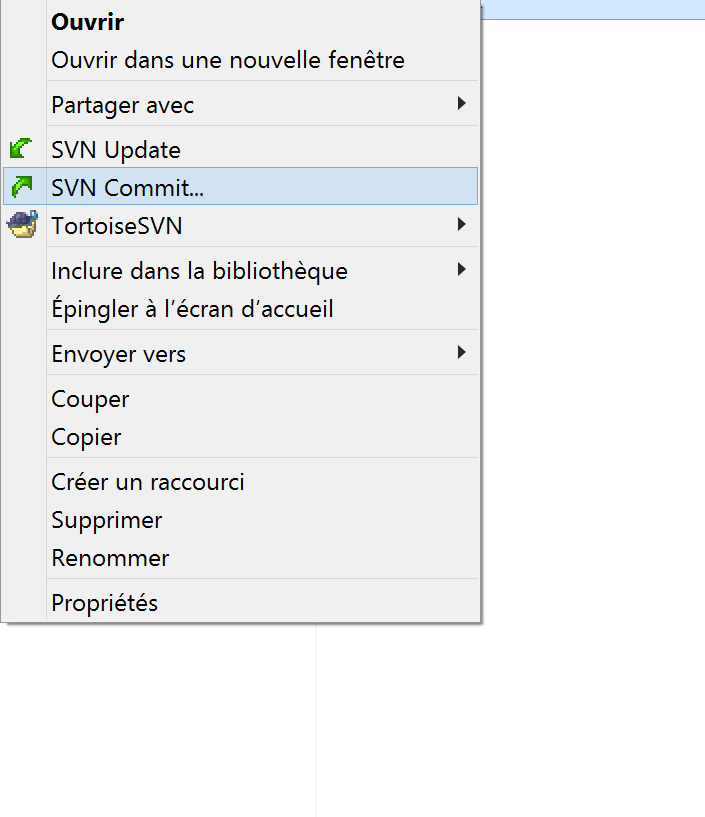 Ouvrir
Ouvrir dans une nouvelle fenêtre
Partager avec
SVN Update
SVN Commit...
TortoiseSVN
Inclure dans la bibliothèque
Épingler à l’écran d’accueil
Envoyer vers
Couper
Copier
Créer un raccourci
Supprimer
Renommer
Propriétés